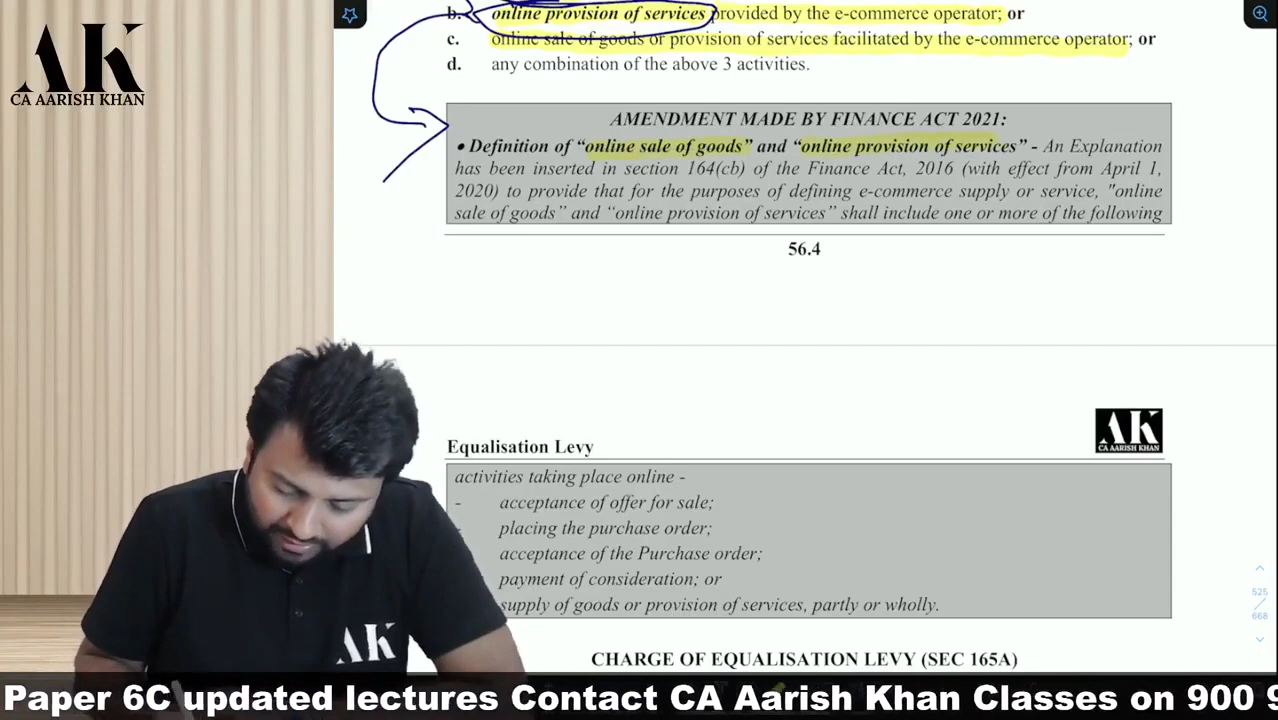 AK
CA AARISH KHAN
b. online provision of services provided by the e-commerce operator; or
c. online sale of goods or provision of services facilitated by the e-commerce operator; or
d. any combination of the above 3 activities.
AMENDMENT MADE BY FINANCE ACT 2021:
• Definition of “online sale of goods” and “online provision of services” - An Explanation
has been inserted in section 164(cb) of the Finance Act, 2016 (with effect from April 1,
2020) to provide that for the purposes of defining e-commerce supply or service, "online
sale of goods” and “online provision of services” shall include one or more of the following
56.4
AK
CA AARISH KHAN
Equalisation Levy
activities taking place online -
- acceptance of offer for sale;
- placing the purchase order;
acceptance of the Purchase order;
payment of consideration; or
supply of goods or provision of services, partly or wholly.
525
/
668
AK
CHARGE OF EQUALISATION LEVY (SEC 165A)
Paper 6C updated lectures Contact CA Aarish Khan Classes on 900 9